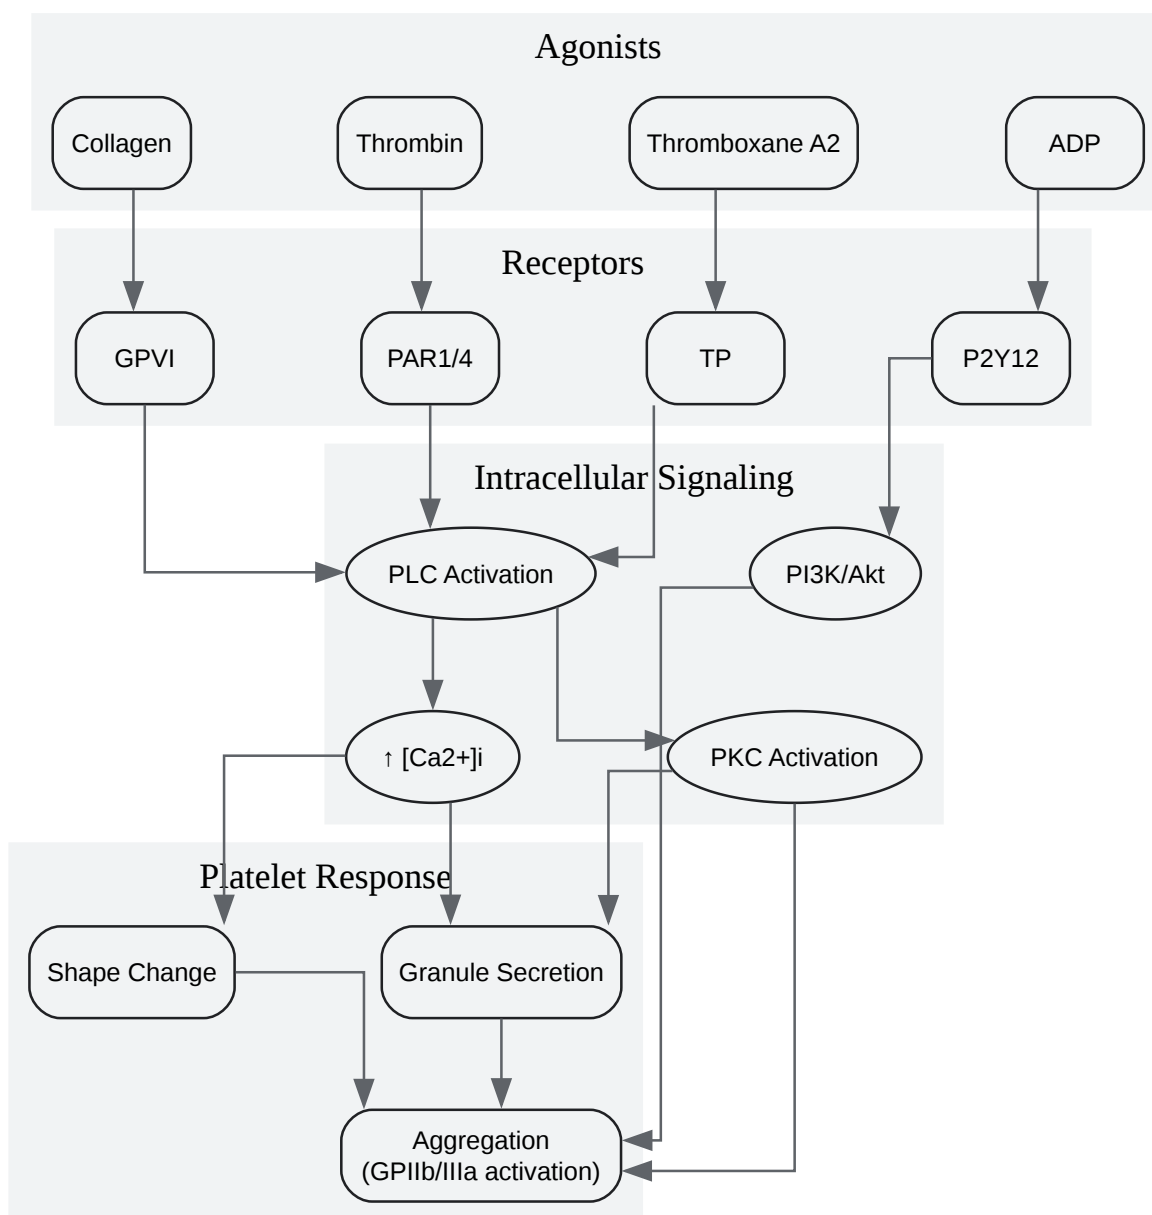 Agonists
Collagen
Thrombin
Thromboxane A2
ADP
Receptors
GPVI
PAR1/4
TP
P2Y12
Intracellular Signaling
PLC Activation
PI3K/Akt
↑ [Ca2+]i
PKC Activation
Platelet Response
Shape Change
Granule Secretion
Aggregation
(GPIIb/IIIa activation)